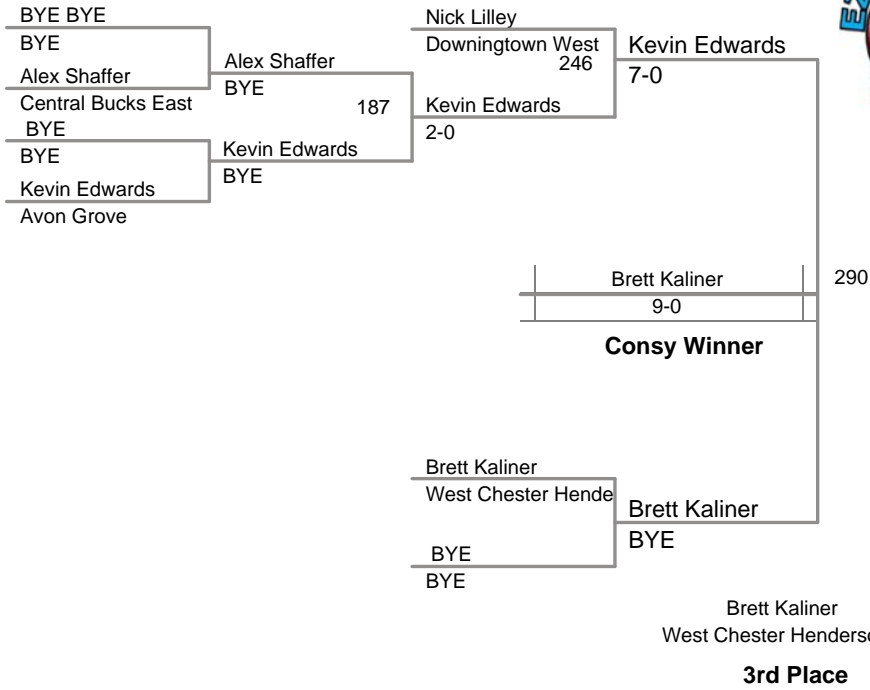 BYE BYE
BYE
Alex Shaffer
Central Bucks East
BYE
BYE
Kevin Edwards
Avon Grove
Alex Shaffer
BYE
187
Kevin Edwards
BYE
Nick Lilley
Downingtown West
246
Kevin Edwards
2-0
Kevin Edwards
7-0
Brett Kaliner
290
9-0
Consy Winner
Brett Kaliner
West Chester Hende
BYE
BYE
Brett Kaliner
BYE
Brett Kaliner
West Chester Henderso
3rd Place